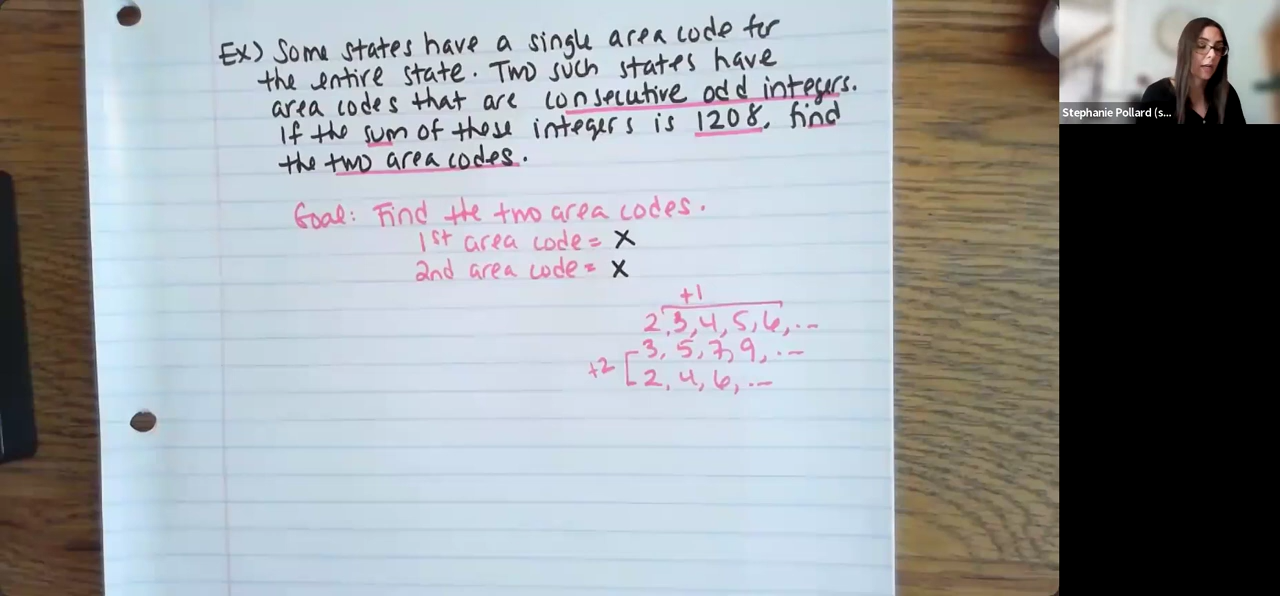 Ex) Some states have a single area code for
the entire state. Two such states have
area codes that are consecutive odd integers.
If the sum of these integers is 1208, find
the two area codes.
Goal: Find the two area codes.
1st area code = X
2nd area code = X
+1
2, 3, 4, 5, 6, ...
3, 5, 7, 9, ...
+2
2, 4, 6, ...
Stephanie Pollard (s...